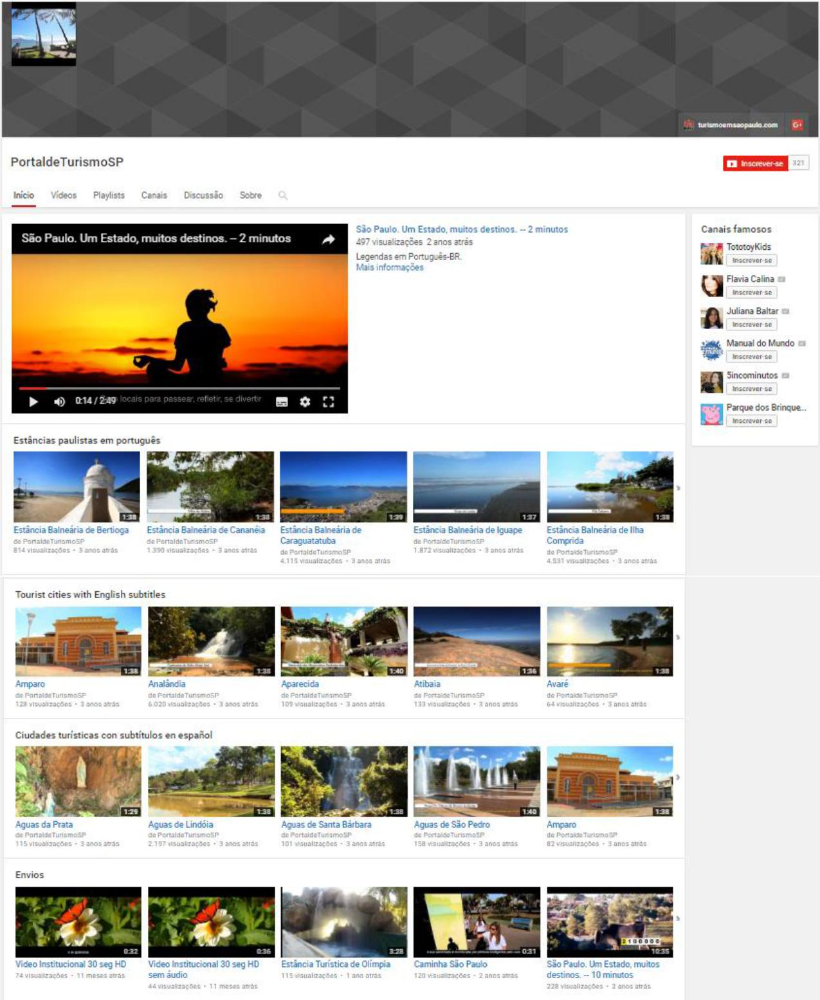 turismoemsaopaulo.com G+
PortaldeTurismoSP
Inscrever-se 321
Início Vídeos Playlists Canais Discussão Sobre
São Paulo. Um Estado, muitos destinos. – 2 minutos
0:14 / 2:49
locais para passear, refletir, se divertir
São Paulo. Um Estado, muitos destinos. -- 2 minutos
497 visualizações 2 anos atrás
Legendas em Português-BR.
Mais informações
Canais famosos
TototoyKids
Inscrever-se
Flavia Calina
Inscrever-se
Juliana Baltar
Inscrever-se
Manual do Mundo
Inscrever-se
5incominutos
Inscrever-se
Parque dos Brinque...
Inscrever-se
Estâncias paulistas em português
1:38 1:38 1:39 1:37 1:38
Estância Balneária de Bertioga
de PortaldeTurismoSP
814 visualizações • 3 anos atrás
Estância Balneária de Cananéia
de PortaldeTurismoSP
1.390 visualizações • 3 anos atrás
Estância Balneária de
Caraguatatuba
de PortaldeTurismoSP
4.115 visualizações • 3 anos atrás
Estância Balneária de Iguape
de PortaldeTurismoSP
1.872 visualizações • 3 anos atrás
Estância Balneária de Ilha
Comprida
de PortaldeTurismoSP
4.531 visualizações • 3 anos atrás
Tourist cities with English subtitles
1:38 1:38 1:40 1:36 1:38
Amparo
de PortaldeTurismoSP
128 visualizações • 3 anos atrás
Analândia
de PortaldeTurismoSP
6.020 visualizações • 3 anos atrás
Aparecida
de PortaldeTurismoSP
109 visualizações • 3 anos atrás
Atibaia
de PortaldeTurismoSP
133 visualizações • 3 anos atrás
Avaré
de PortaldeTurismoSP
64 visualizações • 3 anos atrás
Ciudades turísticas con subtítulos en español
1:29 1:38 1:38 1:40 1:38
Aguas da Prata
de PortaldeTurismoSP
115 visualizações • 3 anos atrás
Aguas de Lindóia
de PortaldeTurismoSP
2.197 visualizações • 3 anos atrás
Aguas de Santa Bárbara
de PortaldeTurismoSP
101 visualizações • 3 anos atrás
Aguas de São Pedro
de PortaldeTurismoSP
158 visualizações • 3 anos atrás
Amparo
de PortaldeTurismoSP
82 visualizações • 3 anos atrás
Envios
0:32 0:36 3:28 0:31 2100000 10:35
Video Institucional 30 seg HD
74 visualizações • 11 meses atrás
Video Institucional 30 seg HD
sem áudio
44 visualizações • 11 meses atrás
Estância Turística de Olímpia
115 visualizações • 1 ano atrás
Caminha São Paulo
120 visualizações • 2 anos atrás
São Paulo. Um Estado, muitos
destinos. -- 10 minutos
228 visualizações • 2 anos atrás